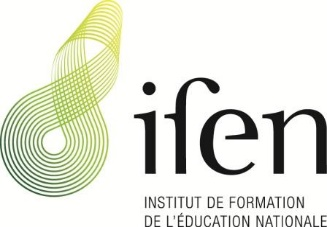 ifen
INSTITUT DE FORMATION
DE L'ÉDUCATION NATIONALE